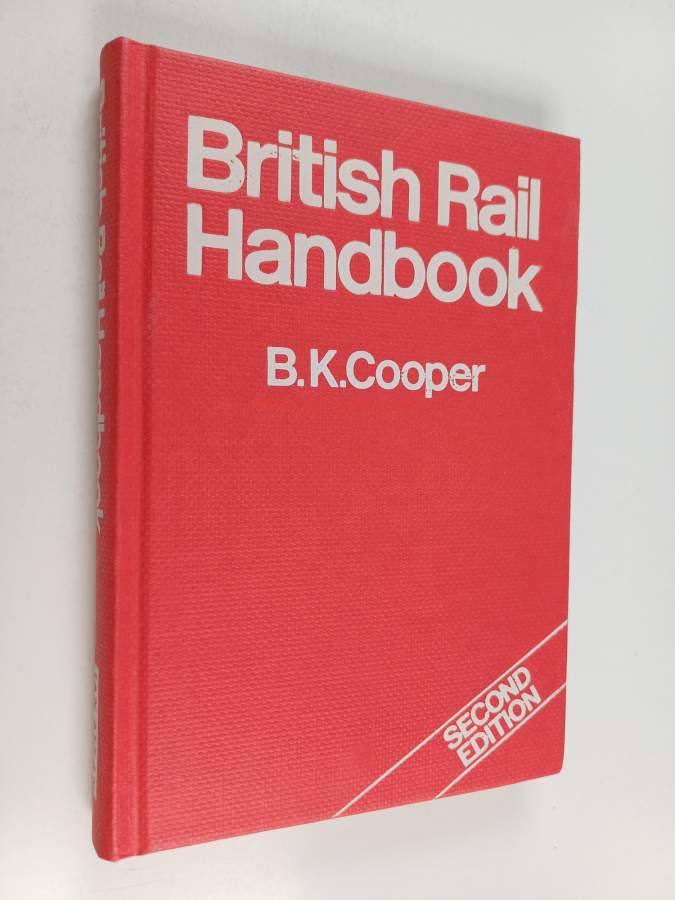 British Rail
Handbook
B.K.Cooper
SECOND
EDITION
British Rail Handbook